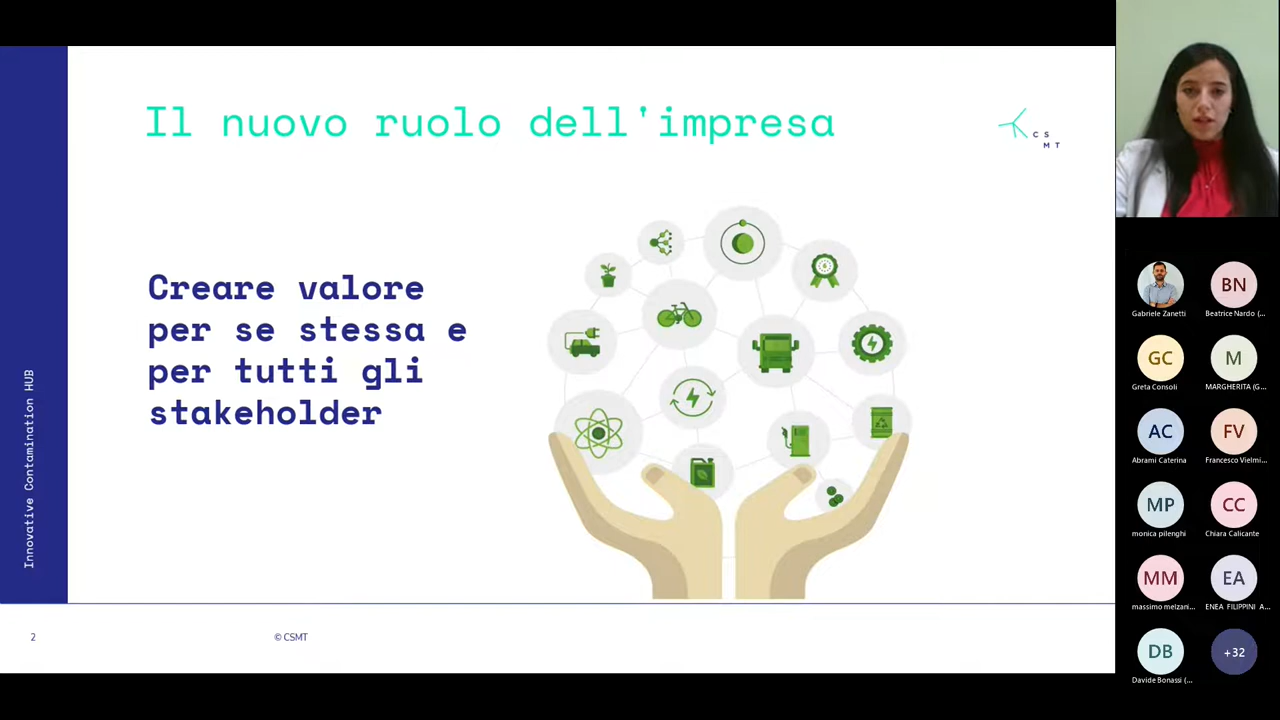 Il nuovo ruolo dell'impresa
C S
M T
Creare valore
per se stessa e
per tutti gli
stakeholder
Innovative Contamination HUB
2
© CSMT
Gabriele Zanetti
BN
Beatrice Nardo (...
GC
Greta Consoli
M
MARGHERITA (G...
AC
Abrami Caterina
FV
Francesco Vielmi...
MP
monica pilenghi
CC
Chiara Calicante
MM
massimo melzani...
EA
ENEA FILIPPINI A...
DB
Davide Bonassi (...
+32